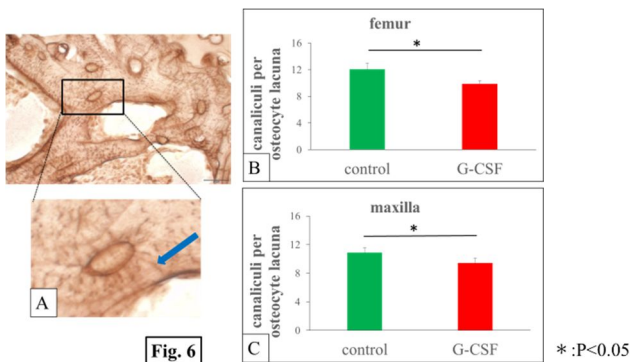 A
Fig. 6
femur
canaliculi per
osteocyte lacuna
16
12
8
4
0
*
control
G-CSF
B
maxilla
canaliculi per
osteocyte lacuna
16
12
8
4
0
*
control
G-CSF
C
*:P<0.05